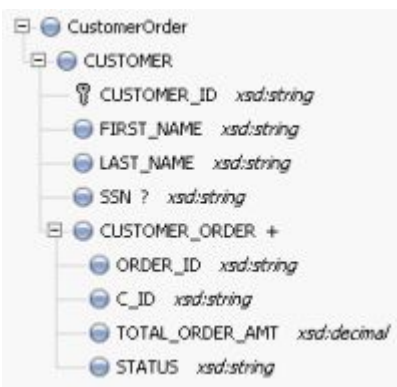 CustomerOrder
CUSTOMER
CUSTOMER_ID xsd:string
FIRST_NAME xsd:string
LAST_NAME xsd:string
SSN ? xsd:string
CUSTOMER_ORDER +
ORDER_ID xsd:string
C_ID xsd:string
TOTAL_ORDER_AMT xsd:decimal
STATUS xsd:string